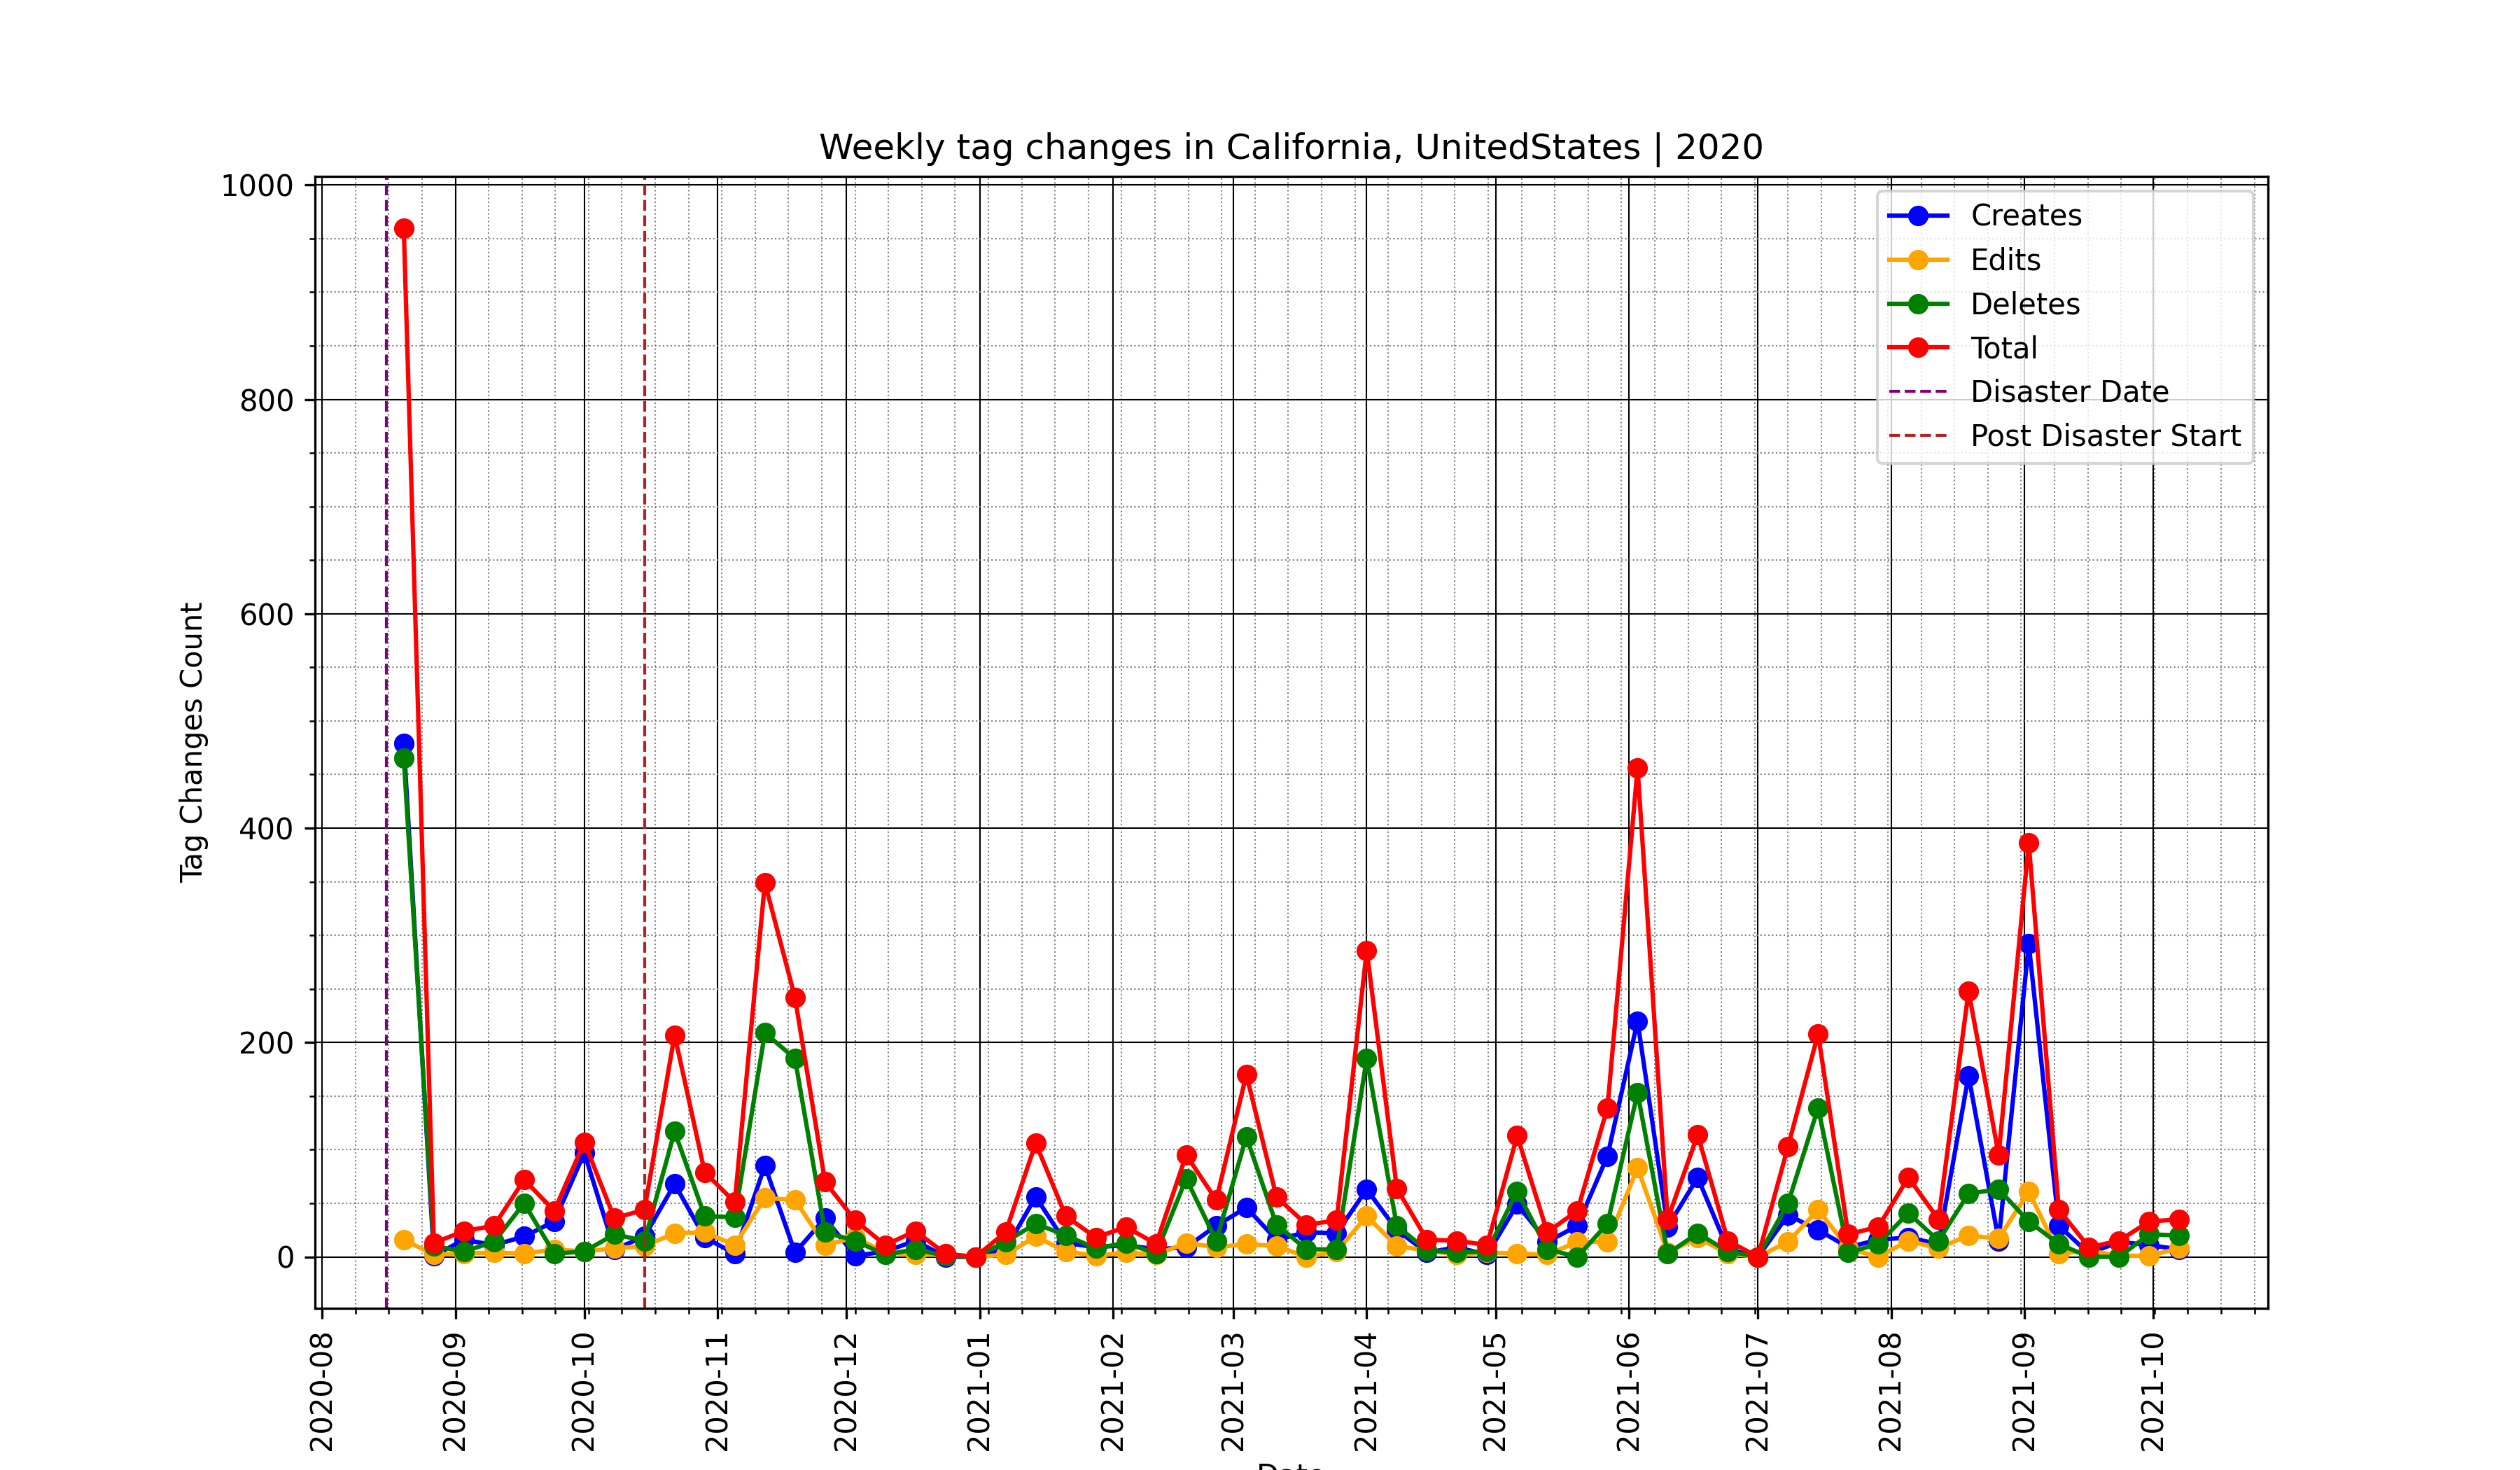 Weekly tag changes in California, UnitedStates | 2020
1000
800
600
400
200
0
Tag Changes Count
Creates
Edits
Deletes
Total
Disaster Date
Post Disaster Start
2020-08
2020-09
2020-10
2020-11
2020-12
2021-01
2021-02
2021-03
2021-04
2021-05
2021-06
2021-07
2021-08
2021-09
2021-10
Date